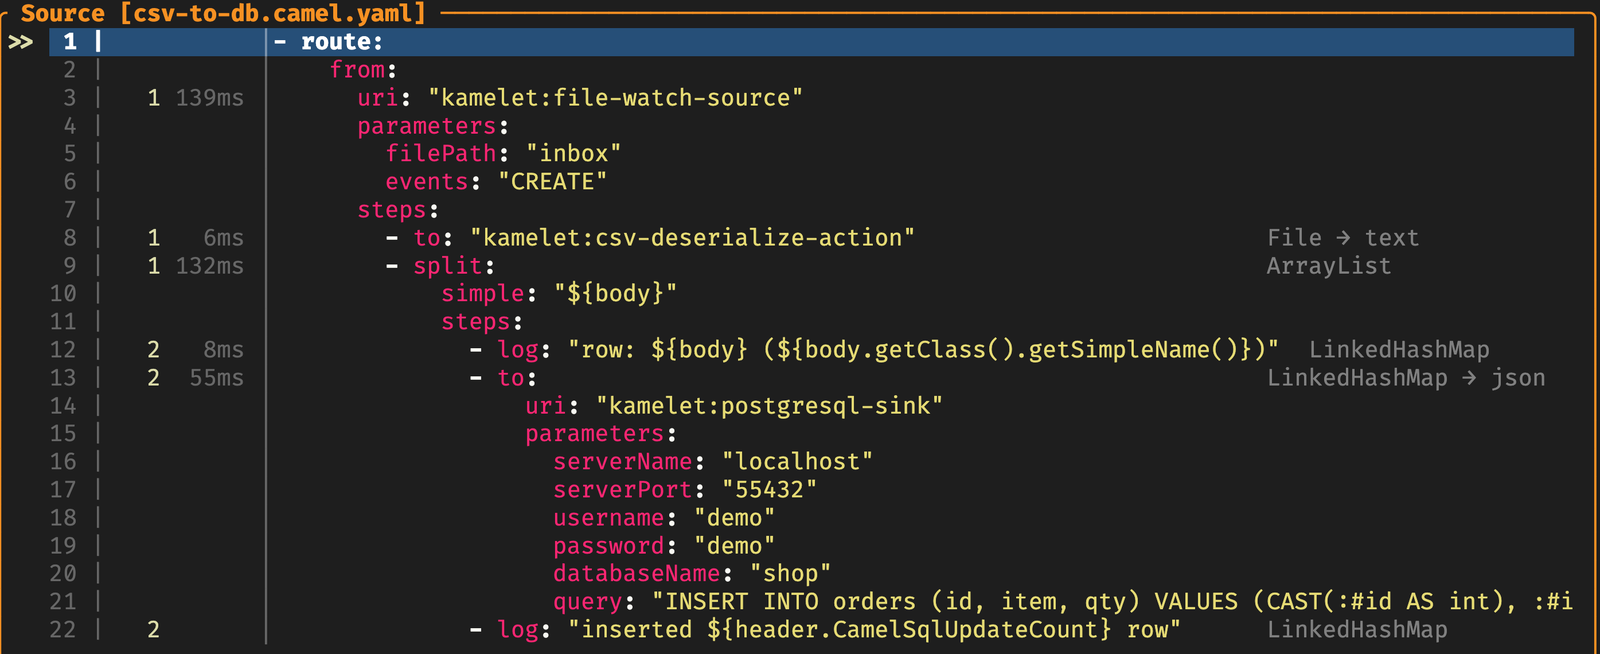 Source [csv-to-db.camel.yaml]
>> 1 | - route:
2 | from:
3 | 1 139ms uri: "kamelet:file-watch-source"
4 | parameters:
5 | filePath: "inbox"
6 | events: "CREATE"
7 | steps:
8 | 1 6ms - to: "kamelet:csv-deserialize-action" File → text
9 | 1 132ms - split: ArrayList
10 | simple: "${body}"
11 | steps:
12 | 2 8ms - log: "row: ${body} (${body.getClass().getSimpleName()})" LinkedHashMap
13 | 2 55ms - to: LinkedHashMap → json
14 | uri: "kamelet:postgresql-sink"
15 | parameters:
16 | serverName: "localhost"
17 | serverPort: "55432"
18 | username: "demo"
19 | password: "demo"
20 | databaseName: "shop"
21 | query: "INSERT INTO orders (id, item, qty) VALUES (CAST(:#id AS int), :#i
22 | 2 - log: "inserted ${header.CamelSqlUpdateCount} row" LinkedHashMap